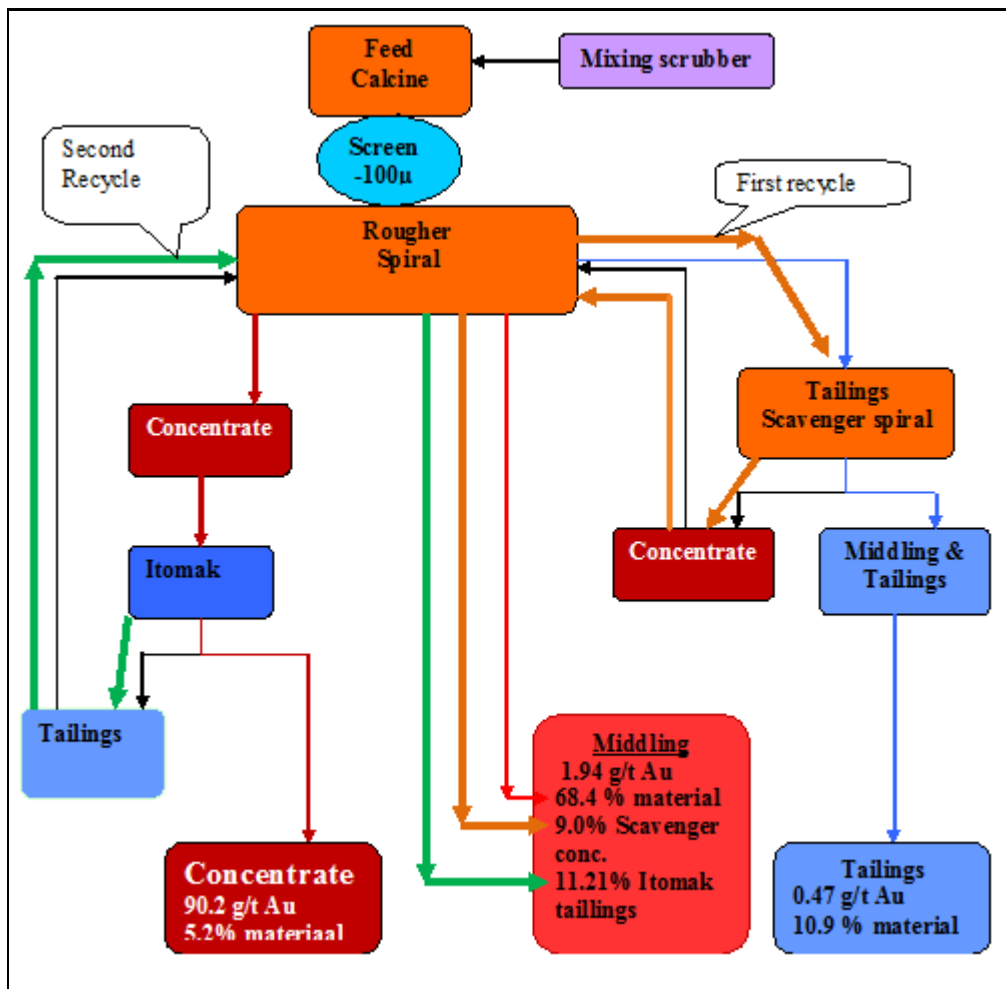 Feed
Calcine
Mixing scrubber
Screen
-100µ
Second
Recycle
First recycle
Rougher
Spiral
Tailings
Scavenger spiral
Concentrate
Concentrate
Middling &
Tailings
Itomak
Tailings
Middling
1.94 g/t Au
68.4 % material
9.0% Scavenger
conc.
11.21% Itomak
taillings
Concentrate
90.2 g/t Au
5.2% materiaal
Tailings
0.47 g/t Au
10.9 % material